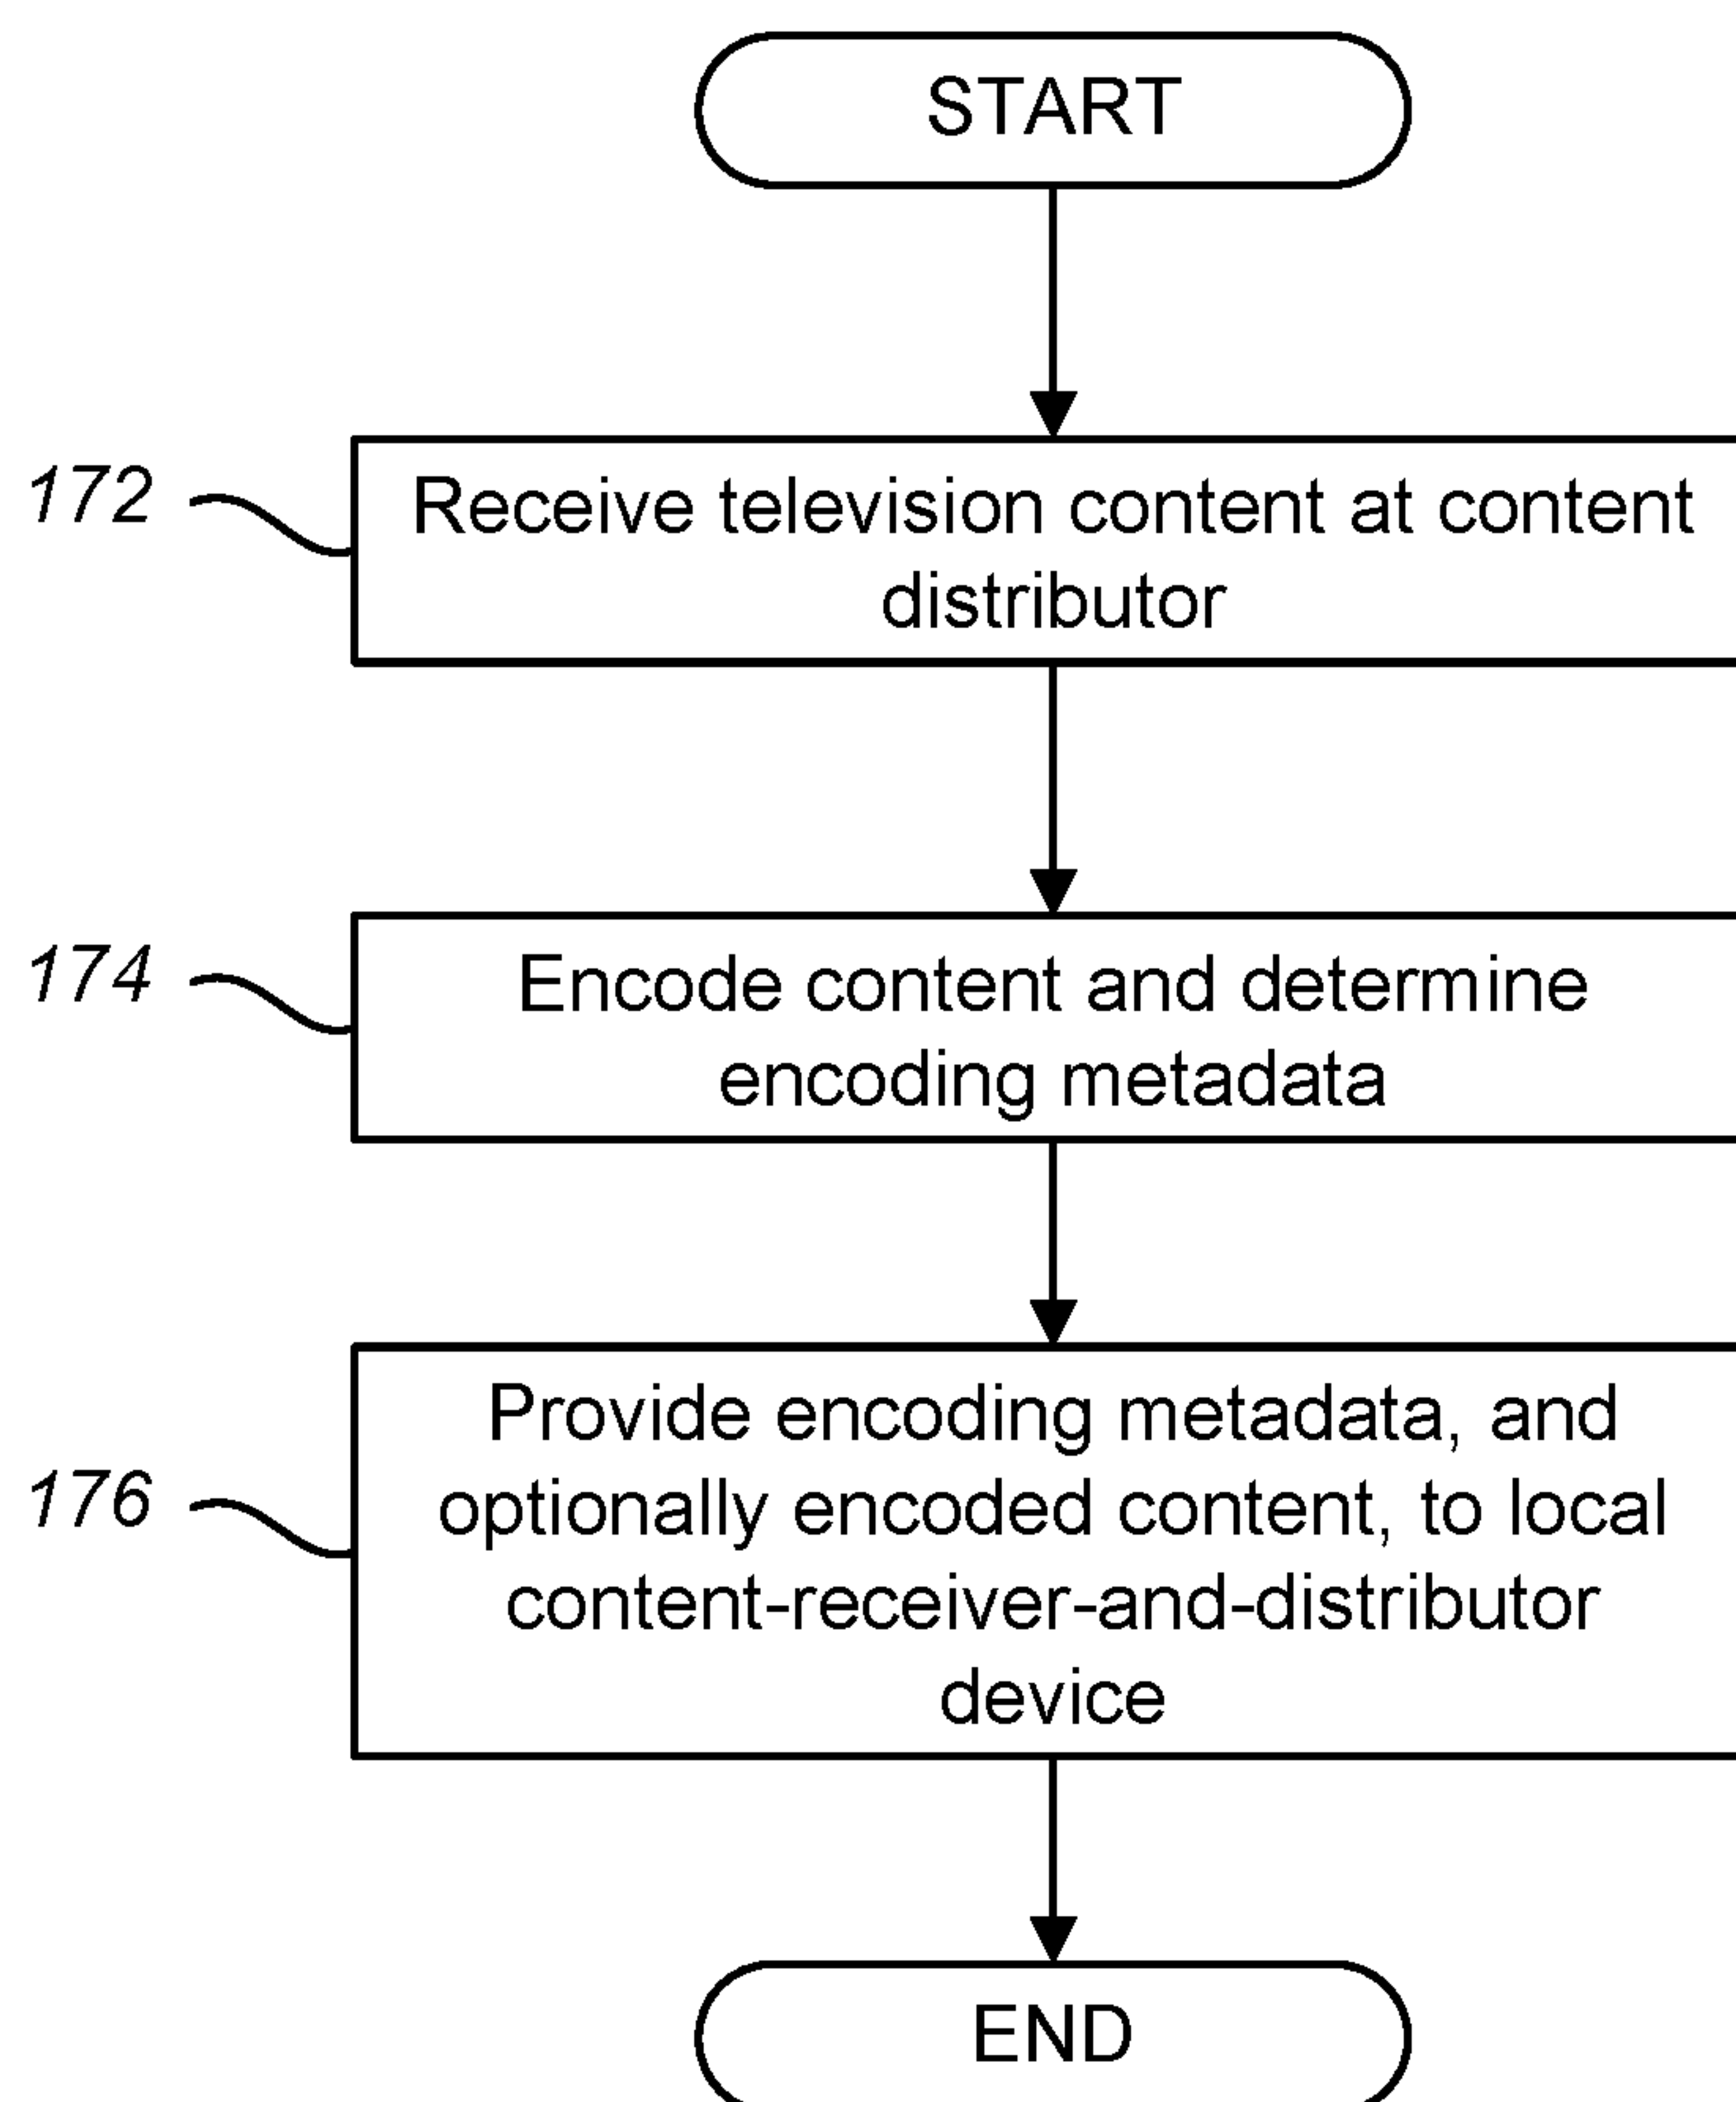 START
172
Receive television content at content
distributor
174
Encode content and determine
encoding metadata
176
Provide encoding metadata, and
optionally encoded content, to local
content-receiver-and-distributor
device
END